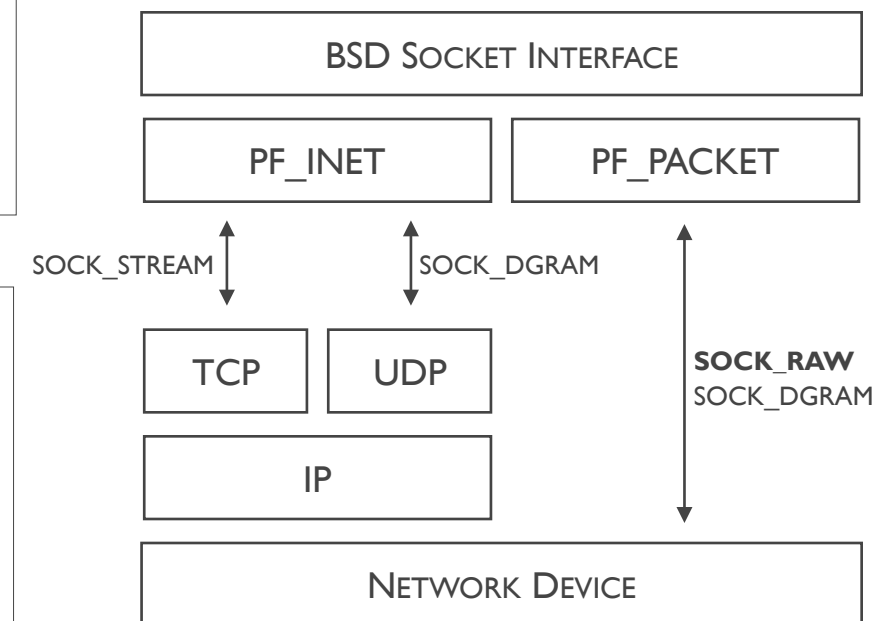 BSD SOCKET INTERFACE
PF_INET
PF_PACKET
SOCK_STREAM
SOCK_DGRAM
TCP
UDP
SOCK_RAW
SOCK_DGRAM
IP
NETWORK DEVICE